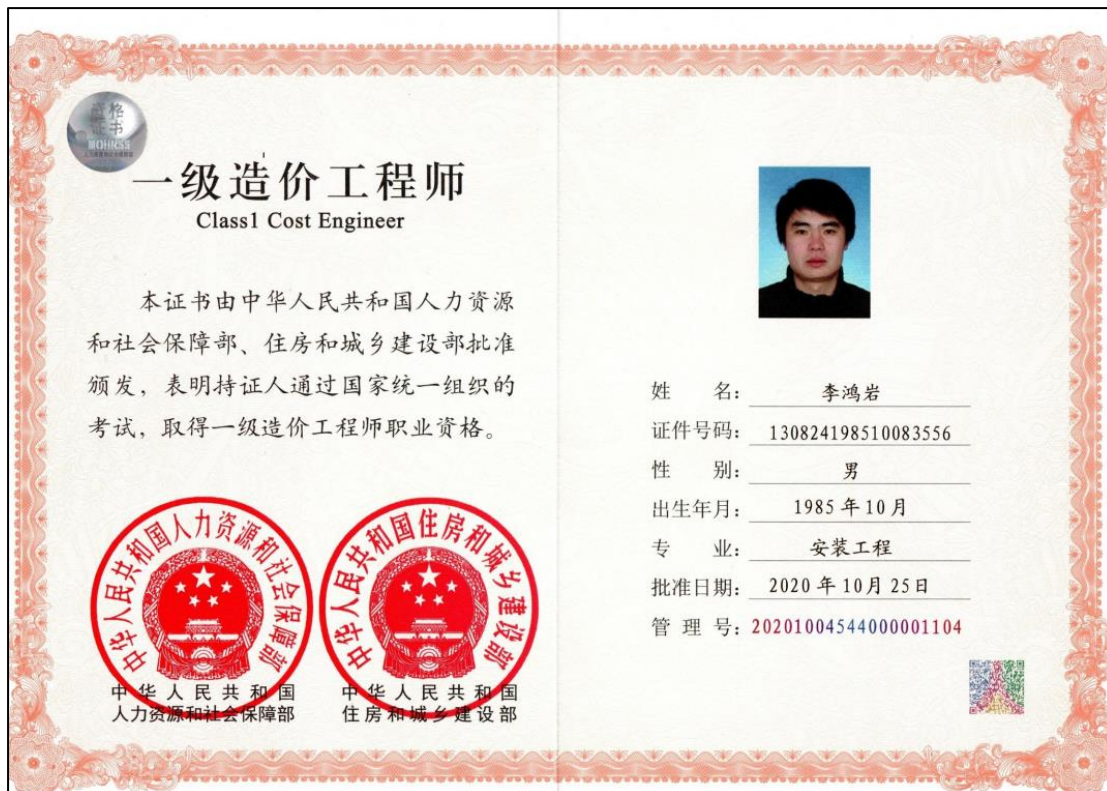 资格
证书
MOHRSS
一级造价工程师
Class1 Cost Engineer
本证书由中华人民共和国人力资源
和社会保障部、住房和城乡建设部批准
颁发，表明持证人通过国家统一组织的
考试，取得一级造价工程师职业资格。
中华人民共和国人力资源和社会保障部
中华人民共和国住房和城乡建设部
中华人民共和国
人力资源和社会保障部
中华人民共和国
住房和城乡建设部
姓 名：李鸿岩
证件号码：130824198510083556
性 别：男
出生年月：1985年10月
专 业：安装工程
批准日期：2020年10月25日
管 理 号：20201004544000001104